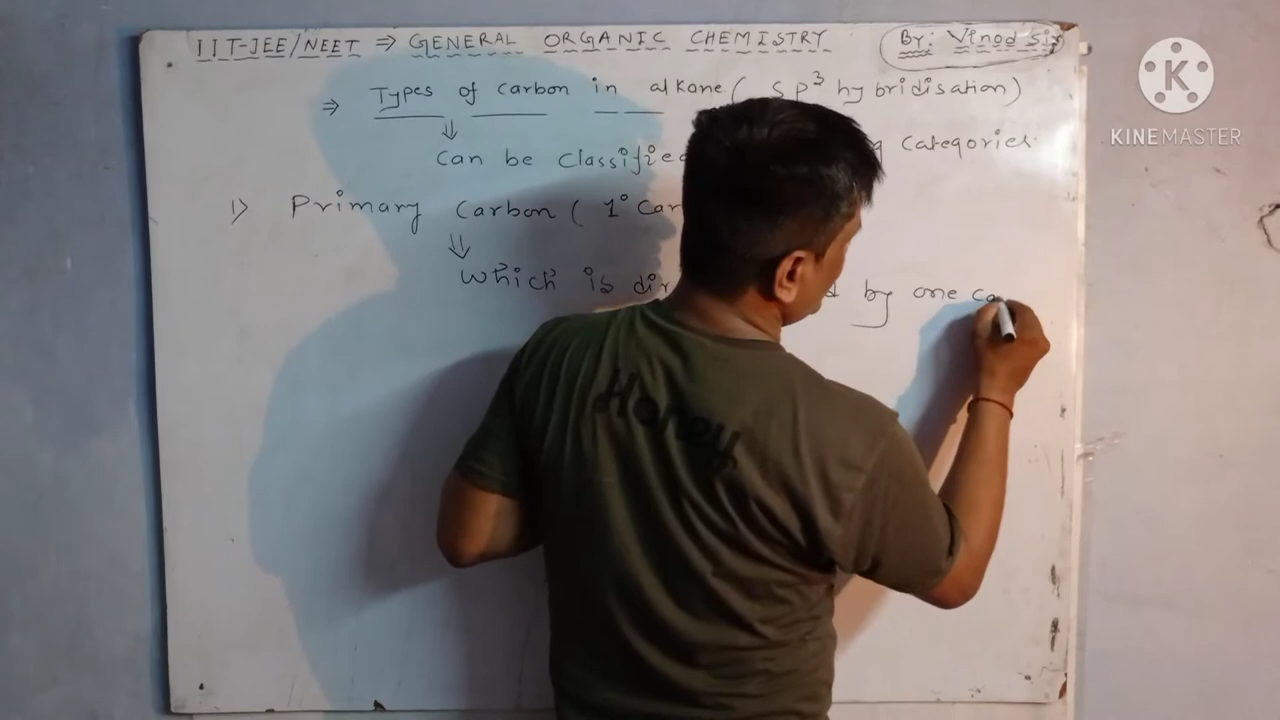 IIT-JEE/NEET ⇒ GENERAL ORGANIC CHEMISTRY By: Vinod Sir
⇒ Types of carbon in alkane ( SP³ hybridisation)
⇓
can be classified categories.
1> Primary carbon ( 1° Car
⇓
which is dir d by one ca
Honey
KINEMASTER